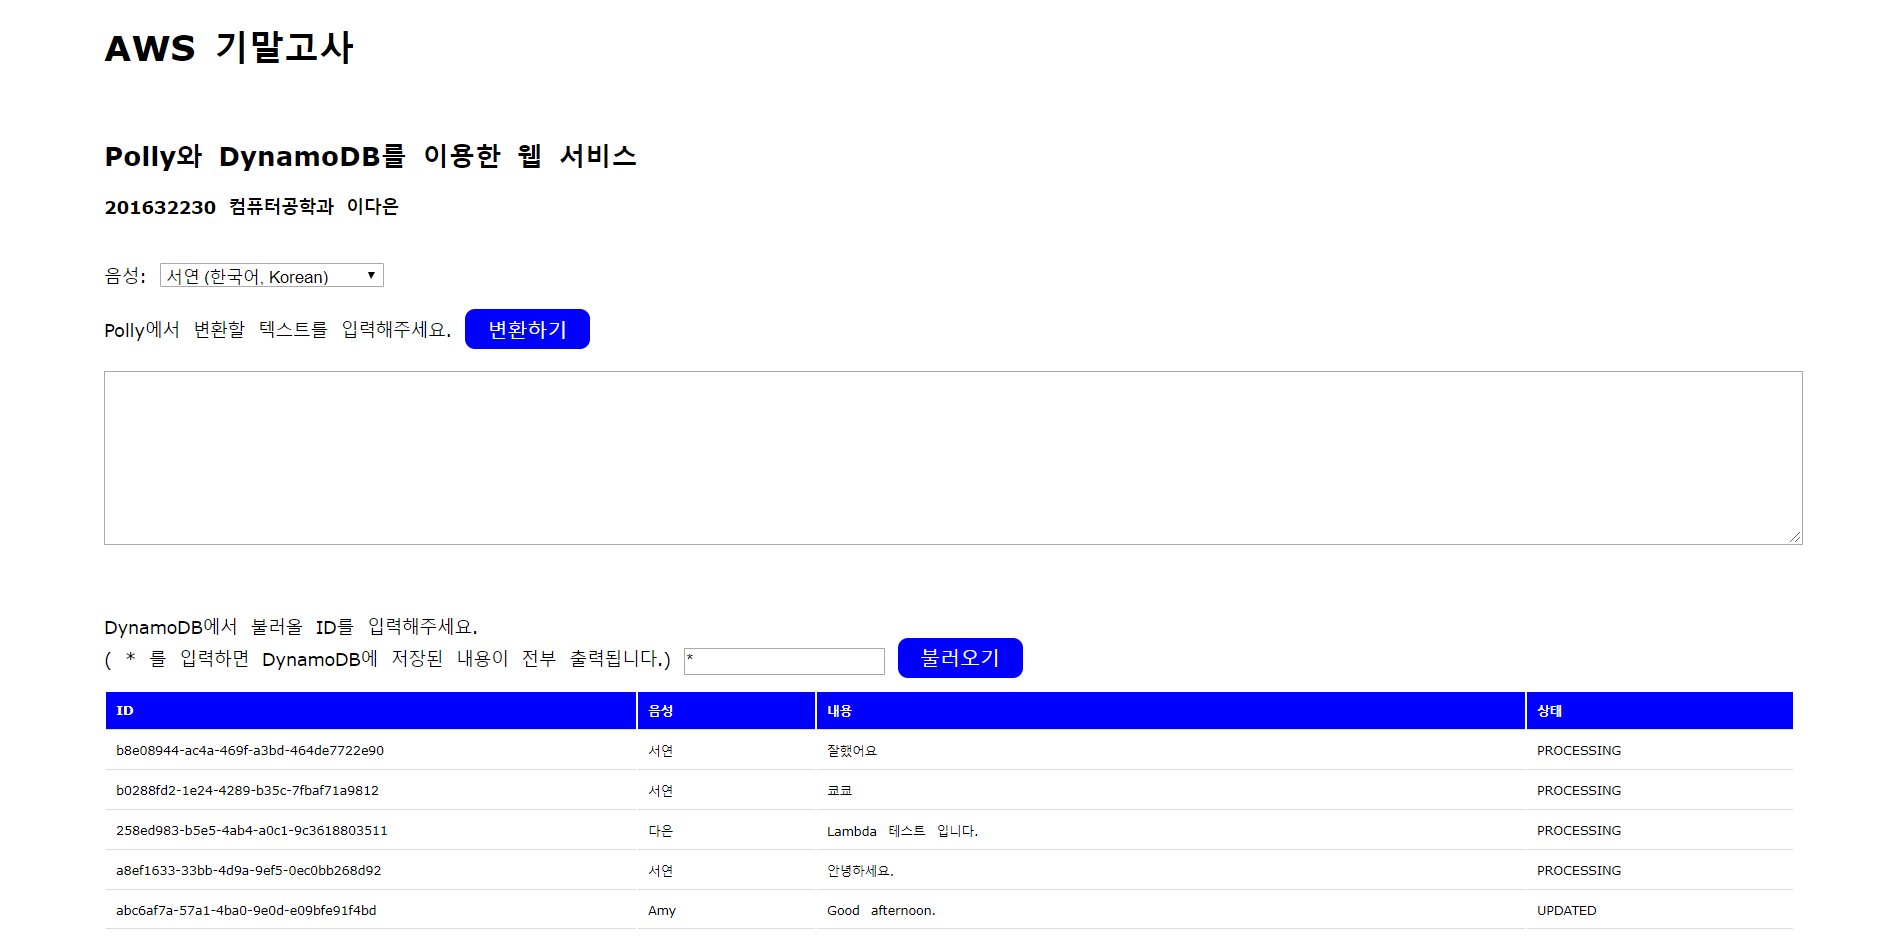 AWS 기말고사
Polly와 DynamoDB를 이용한 웹 서비스
201632230 컴퓨터공학과 이다은
음성: 서연 (한국어, Korean)
Polly에서 변환할 텍스트를 입력해주세요. 변환하기
DynamoDB에서 불러올 ID를 입력해주세요.
( * 를 입력하면 DynamoDB에 저장된 내용이 전부 출력됩니다.) * 불러오기
ID 음성 내용 상태
b8e08944-ac4a-469f-a3bd-464de7722e90 서연 잘했어요 PROCESSING
b0288fd2-1e24-4289-b35c-7fbaf71a9812 서연 쿄쿄 PROCESSING
258ed983-b5e5-4ab4-a0c1-9c3618803511 다은 Lambda 테스트 입니다. PROCESSING
a8ef1633-33bb-4d9a-9ef5-0ec0bb268d92 서연 안녕하세요. PROCESSING
abc6af7a-57a1-4ba0-9e0d-e09bfe91f4bd Amy Good afternoon. UPDATED